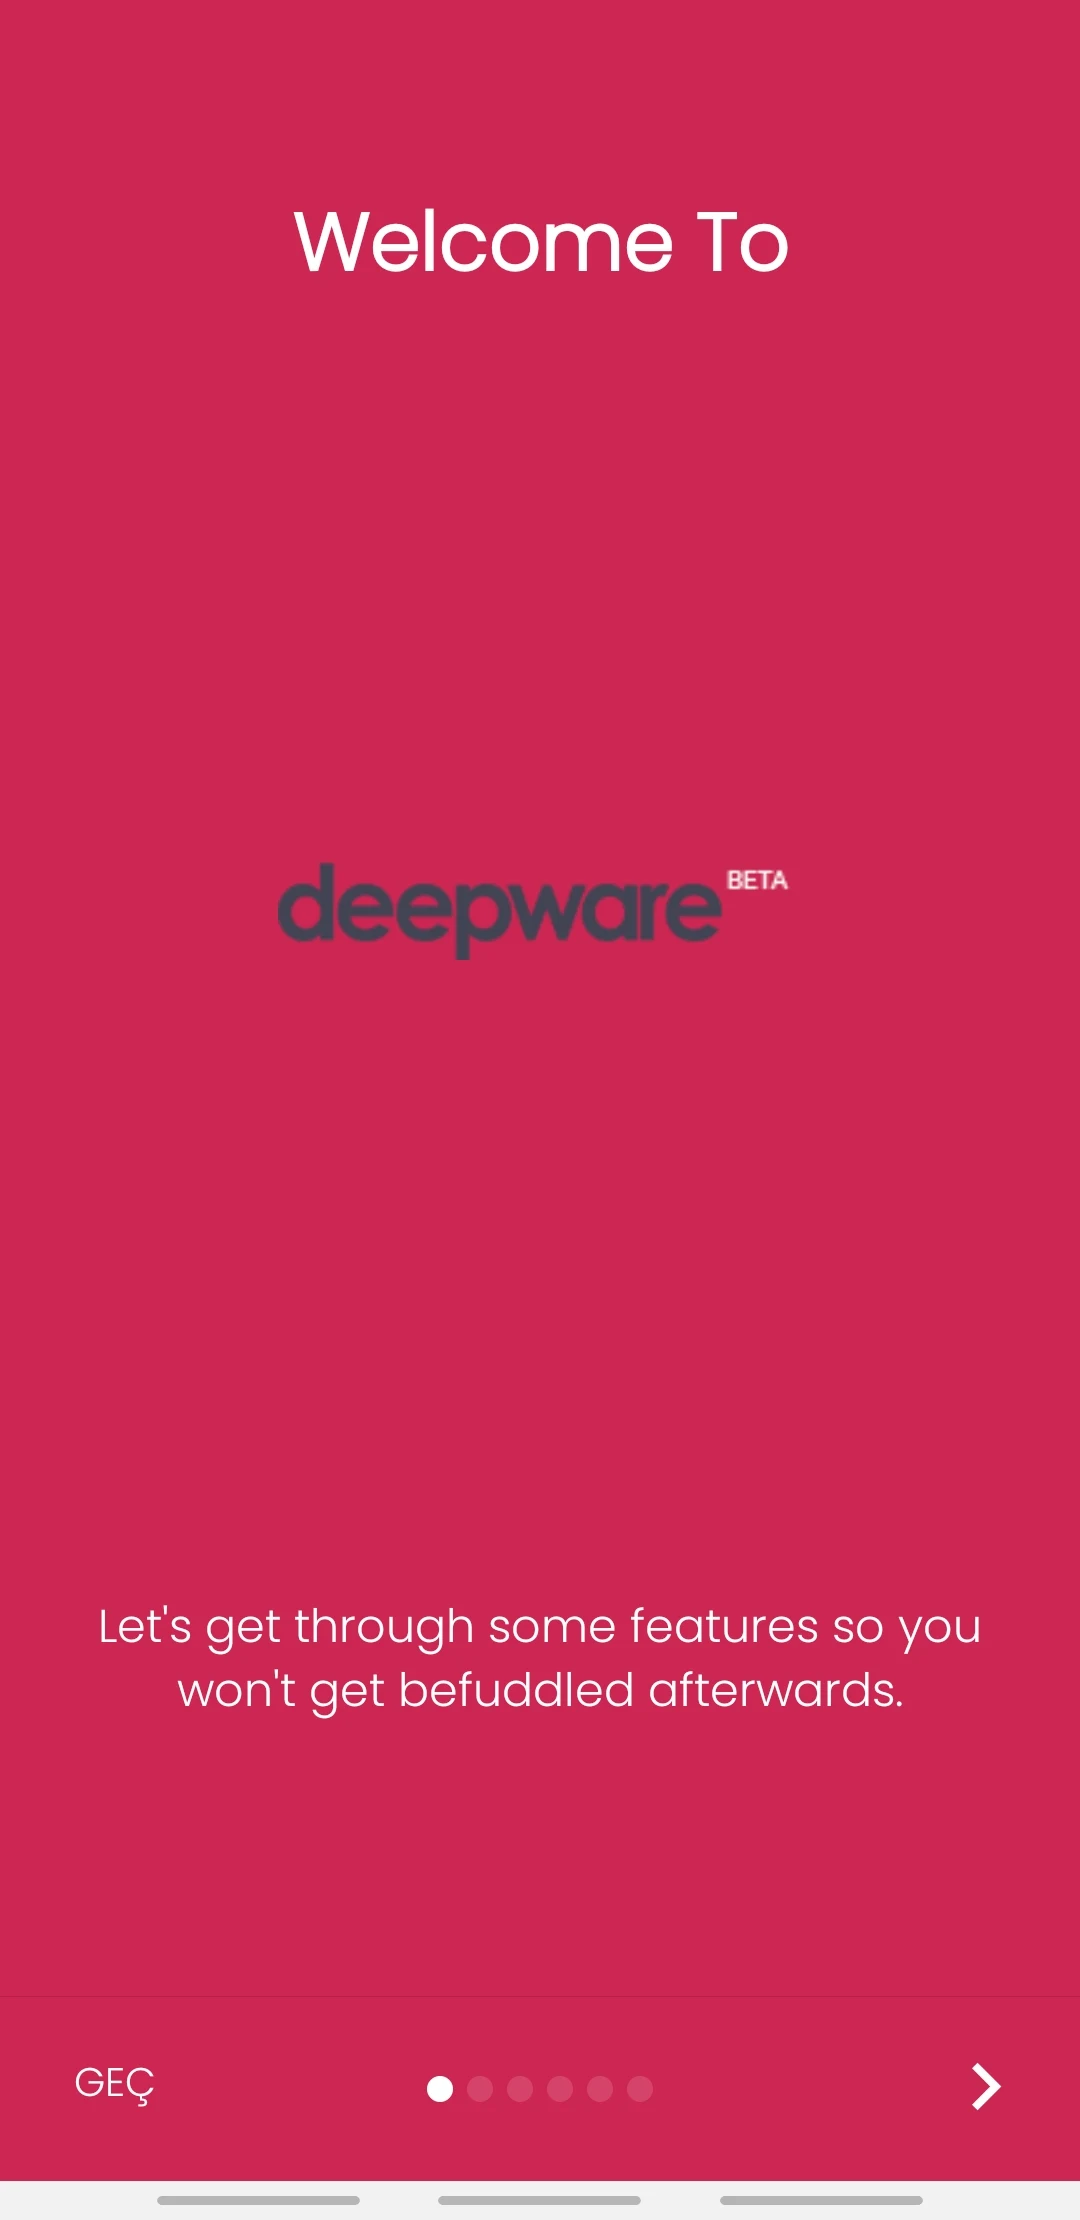 Welcome To
deepware BETA
Let's get through some features so you
won't get befuddled afterwards.
GEÇ